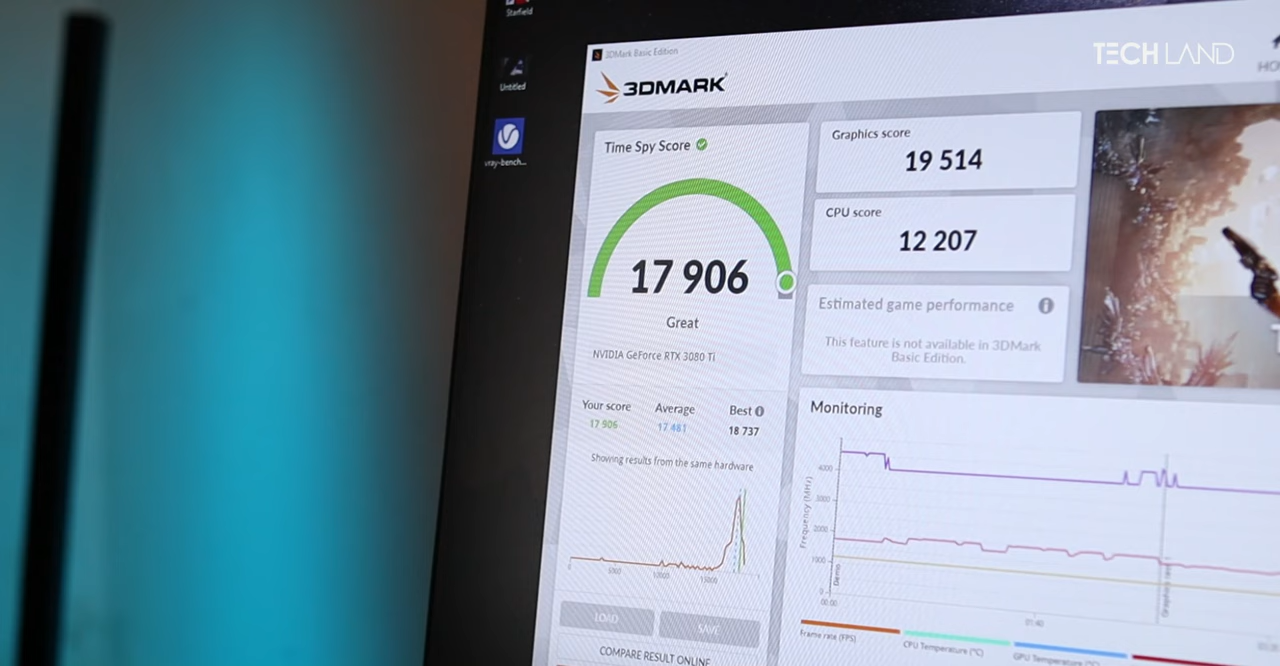 Starfield
Untitled
vray-bench...
3DMark Basic Edition
TECHLAND
3DMARK
Time Spy Score
17 906
Great
NVIDIA GeForce RTX 3080 Ti
Your score
Average
Best
17 906
17 481
18 737
Showing results from the same hardware
0
5000
10000
15000
LOAD
SAVE
COMPARE RESULT ONLINE
Graphics score
19 514
CPU score
12 207
Estimated game performance
This feature is not available in 3DMark
Basic Edition.
Monitoring
Frequency (MHz)
4000
3000
2000
1000
0
Demo
00:00
01:40
Frame rate (FPS)
CPU Temperature (°C)
GPU Temperature (°C)